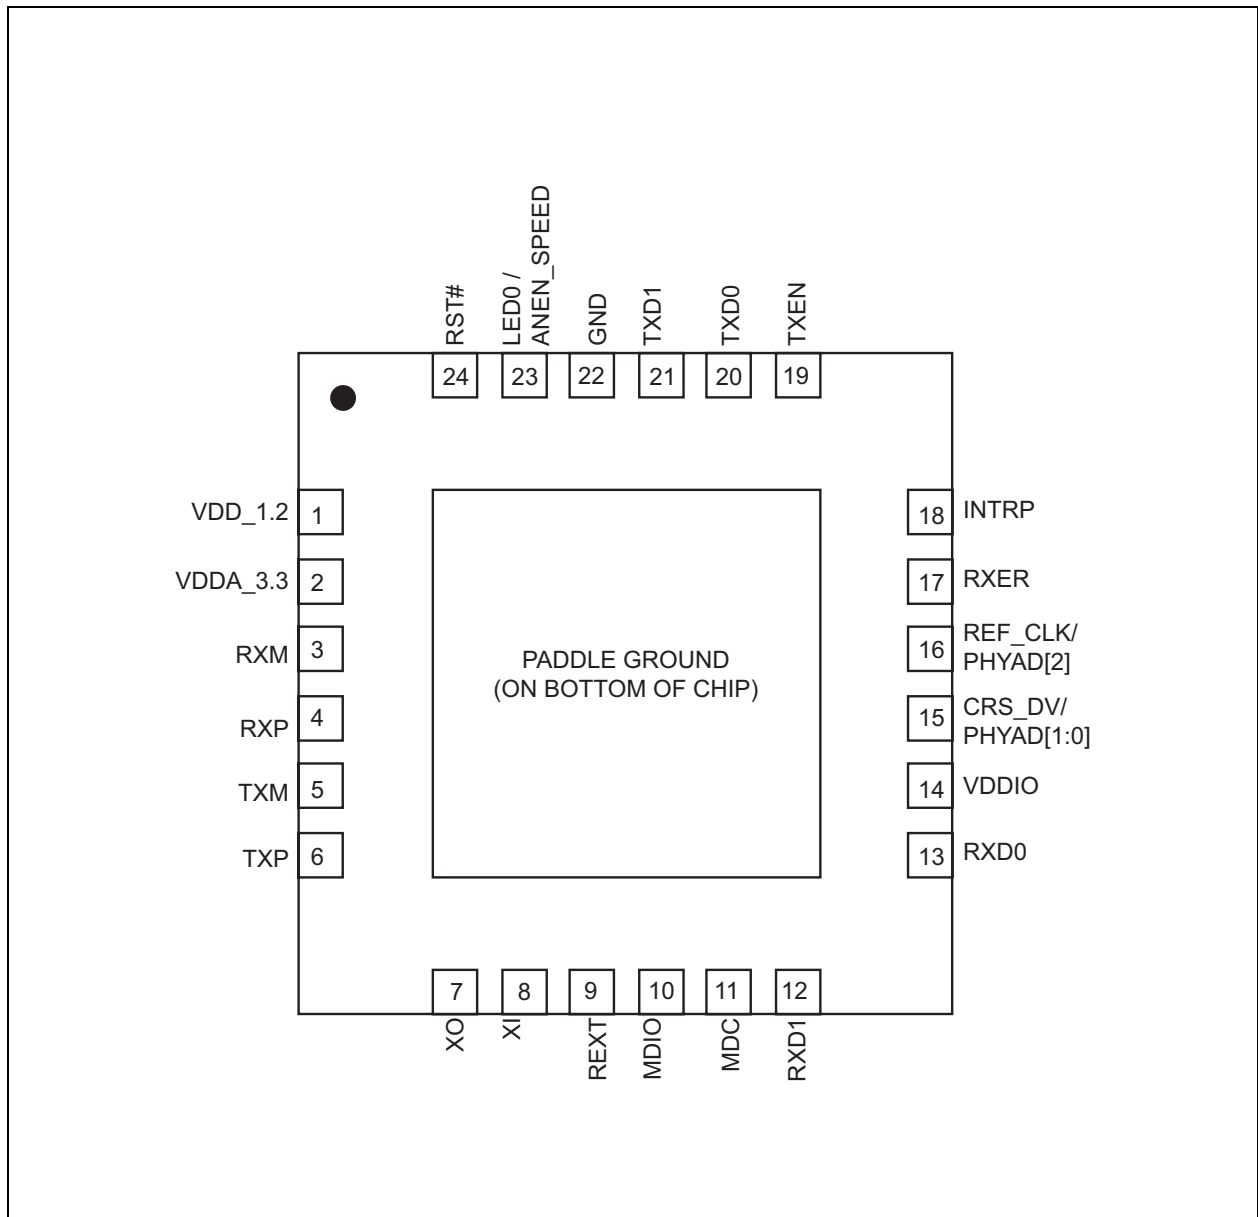 RST#
LED0 /
ANEN_SPEED
GND
TXD1
TXD0
TXEN
24
23
22
21
20
19
VDD_1.2
1
18
INTRP
VDDA_3.3
2
17
RXER
RXM
3
16
REF_CLK/
PHYAD[2]
PADDLE GROUND
(ON BOTTOM OF CHIP)
RXP
4
15
CRS_DV/
PHYAD[1:0]
TXM
5
14
VDDIO
TXP
6
13
RXD0
7
8
9
10
11
12
XO
XI
REXT
MDIO
MDC
RXD1